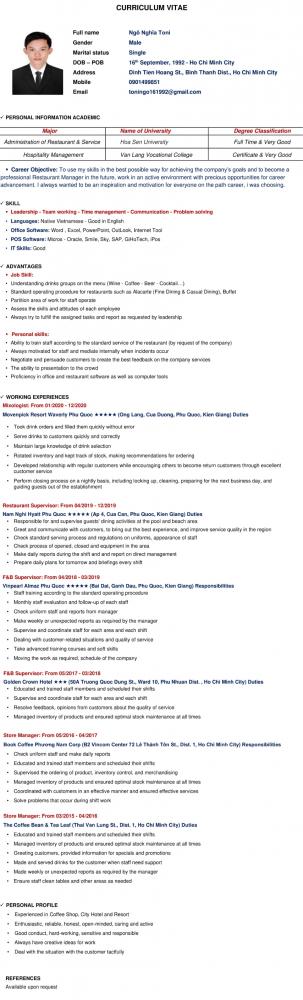 CURRICULUM VITAE
Full name Ngô Nghĩa Toni
Gender Male
Marital status Single
DOB – POB 16th September, 1992 - Ho Chi Minh City
Address Dinh Tien Hoang St., Binh Thanh Dist., Ho Chi Minh City
Mobile 0901499851
Email toningo161992@gmail.com
✓ PERSONAL INFORMATION ACADEMIC
Major Name of University Degree Classification
Administration of Restaurant & Service Hoa Sen University Full Time & Very Good
Hospitality Management Van Lang Vocational College Certificate & Very Good
• Career Objective: To use my skills in the best possible way for achieving the company's goals and to become a
professional Restaurant Manager in the future, work in an active environment with precious opportunities for career
advancement. I always wanted to be an inspiration and motivation for everyone on the path career, I was choosing.
✓ SKILL
• Leadership - Team working - Time management - Communication - Problem solving
• Languages: Native Vietnamese - Good in English
• Office Software: Word , Excel, PowerPoint, OutLook, Internet Tool
• POS Software: Micros - Oracle, Smile, Sky, SAP, GiHoTech, iPos
• IT Skills: Good
✓ ADVANTAGES
• Job Skill:
• Understanding drinks groups on the menu (Wine - Coffee - Beer - Cocktail…)
• Standard operating procedure for restaurants such as Alacarte (Fine Dining & Casual Dining), Buffet
• Partition area of work for staff operate
• Assess the skills and attitudes of each employee
• Always try to fulfill the assigned tasks and report as requested by leadership
• Personal skills:
• Ability to train staff according to the standard service of the restaurant (by request of the company)
• Always motivated for staff and mediate internally when incidents occur
• Negotiate and persuade customers to create the best feedback on the company services
• The ability to presentation to the crowd
• Proficiency in office and restaurant software as well as computer tools
✓ WORKING EXPERIENCES
Mixologist: From 01/2020 - 12/2020
Movenpick Resort Waverly Phu Quoc ★★★★★ (Ong Lang, Cua Duong, Phu Quoc, Kien Giang) Duties
• Took drink orders and filled them quickly without error
• Serve drinks to customers quickly and correctly
• Maintain large knowledge of drink selection
• Rotated inventory and kept track of stock, making recommendations for ordering
• Developed relationship with regular customers while encouraging others to become return customers through excellent
customer service
• Perform closing process on a nightly basis, including locking up, cleaning, preparing for the next business day, and
guiding guests out of the establishment
Restaurant Supervisor: From 04/2019 - 12/2019
Nam Nghi Hyatt Phu Quoc ★★★★★ (Ap 4, Cua Can, Phu Quoc, Kien Giang) Duties
• Responsible for and supervise guests' dining activities at the pool and beach area
• Greet and communicate with customers, to bring out the best experience, and improve service quality in the region
• Check standard serving process and regulations on uniforms, appearance of staff
• Check process of opened, closed and equipment in the area
• Make daily reports during the shift and and report on direct management
• Prepare daily plans for tomorrow and briefings every shift
F&B Supervisor: From 04/2018 - 03/2019
Vinpearl Almaz Phu Quoc ★★★★★ (Bai Dai, Ganh Dau, Phu Quoc, Kien Giang) Responsibilities
• Staff training according to the standard operating procedure
• Monthly staff evaluation and follow-up of each staff
• Check uniform staff and reports from manager
• Make weekly or unexpected reports as required by the manager
• Supervise and coordinate staff for each area and each shift
• Dealing with customer-related situations and quality of service
• Take advanced training courses and soft skills
• Moving the work as required, schedule of the company
F&B Supervisor: From 05/2017 - 03/2018
Golden Crown Hotel ★★★ (50A Truong Quoc Dung St., Ward 10, Phu Nhuan Dist. , Ho Chi Minh City) Duties
• Educated and trained staff members and scheduled their shifts
• Supervise and coordinate staff for each area and each shift
• Resolve feedback, opinions from customers about the quality of service
• Managed inventory of products and ensured optimal stock maintenance at all times
Store Manager: From 05/2016 - 04/2017
Book Coffee Phương Nam Corp (B2 Vincom Center 72 Lê Thánh Tôn St., Dist. 1, Ho Chi Minh City) Responsibilities
• Check uniform staff and make daily reports
• Educated and trained staff members and scheduled their shifts
• Supervised the ordering of product, inventory control, and merchandising
• Managed inventory of products and ensured optimal stock maintenance at all times
• Coordinated with customers in an effective manner and ensured effective services
• Solve problems that occur during shift work
Store Manager: From 03/2015 - 04/2016
The Coffee Bean & Tea Leaf (Thai Van Lung St., Dist. 1, Ho Chi Minh City) Duties
• Educated and trained staff members and scheduled their shifts
• Managed inventory of products and ensured optimal stock maintenance at all times
• Greeting customers, provided information for specials and promotions
• Made and served drinks for the customer when staff need support
• Made weekly or unexpected reports as required by the manager
• Ensure staff clean tables and other areas as needed
✓ PERSONAL PROFILE
• Experienced in Coffee Shop, City Hotel and Resort
• Enthusiastic, reliable, honest, open-minded, caring and active
• Good conduct, hard-working, sensitive and responsible
• Always have creative ideas for work
• Deal with the situation with the customer tactfully
REFERENCES
Available upon request